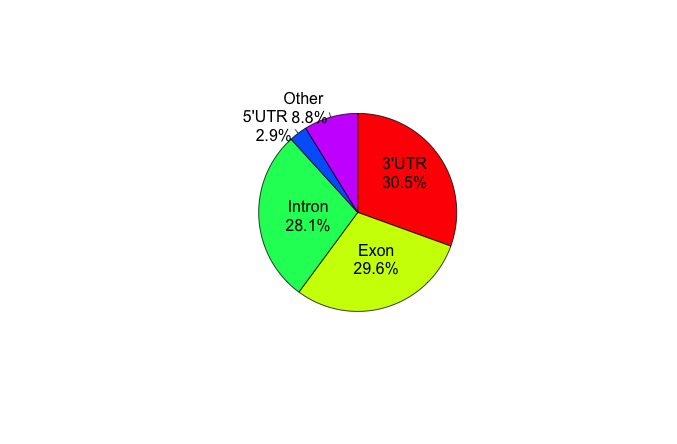 Other
8.8%
5'UTR
2.9%
3'UTR
30.5%
Intron
28.1%
Exon
29.6%